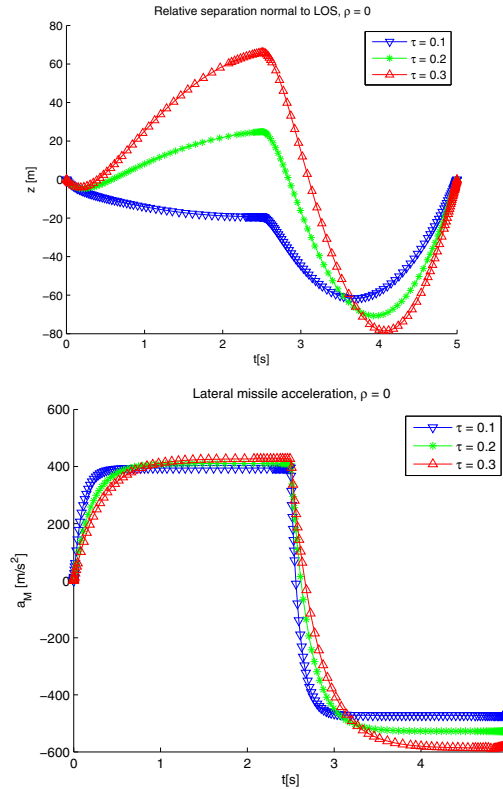 Relative separation normal to LOS, ρ = 0
80
60
40
20
0
−20
−40
−60
−80
z [m]
τ = 0.1
τ = 0.2
τ = 0.3
0 1 2 3 4 5
t[s]
Lateral missile acceleration, ρ = 0
600
400
200
0
−200
−400
−600
a_M [m/s²]
τ = 0.1
τ = 0.2
τ = 0.3
0 1 2 3 4
t[s]